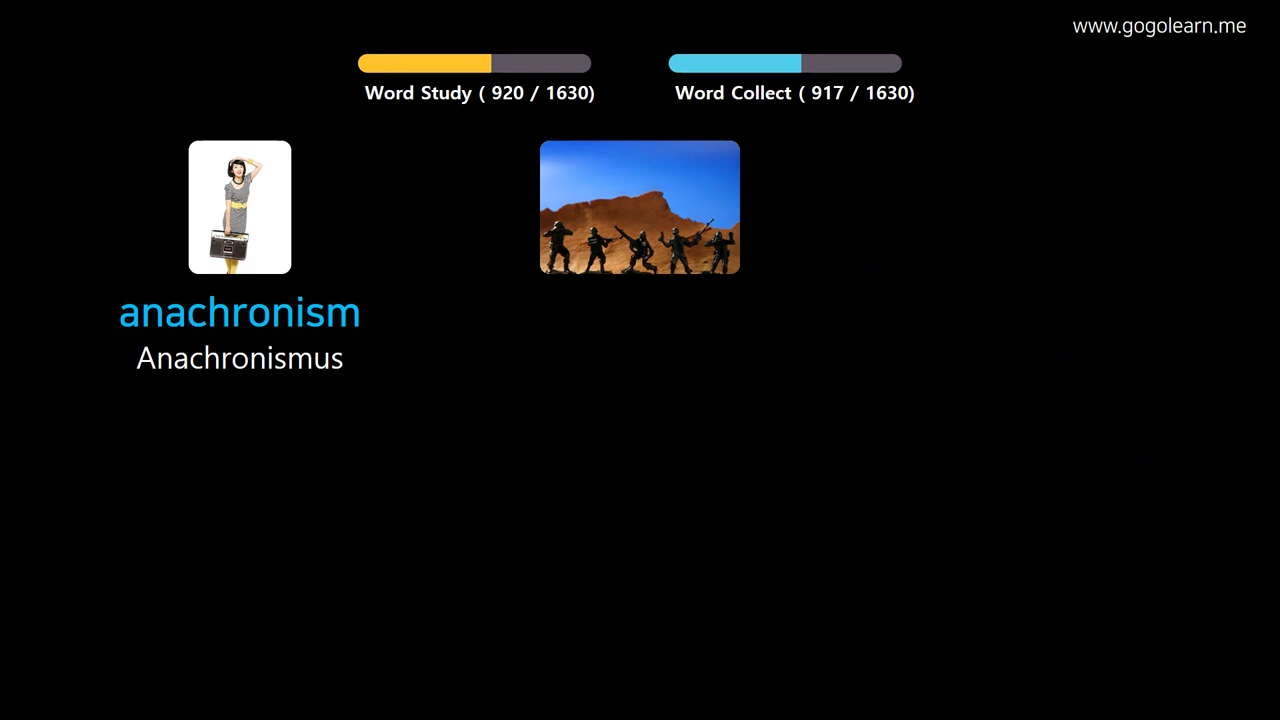 www.gogolearn.me
Word Study ( 920 / 1630)
Word Collect ( 917 / 1630)
anachronism
Anachronismus